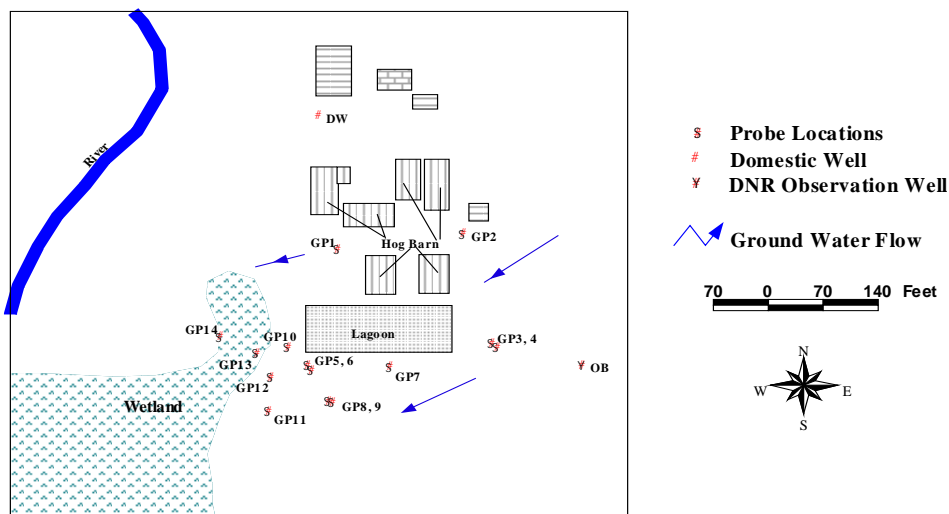 DW
River
GP1
Hog Barn
GP2
GP14
GP10
Lagoon
GP3, 4
GP13
GP5, 6
GP7
OB
GP12
Wetland
GP11
GP8, 9
Probe Locations
Domestic Well
DNR Observation Well
Ground Water Flow
70 0 70 140 Feet
N
W E
S